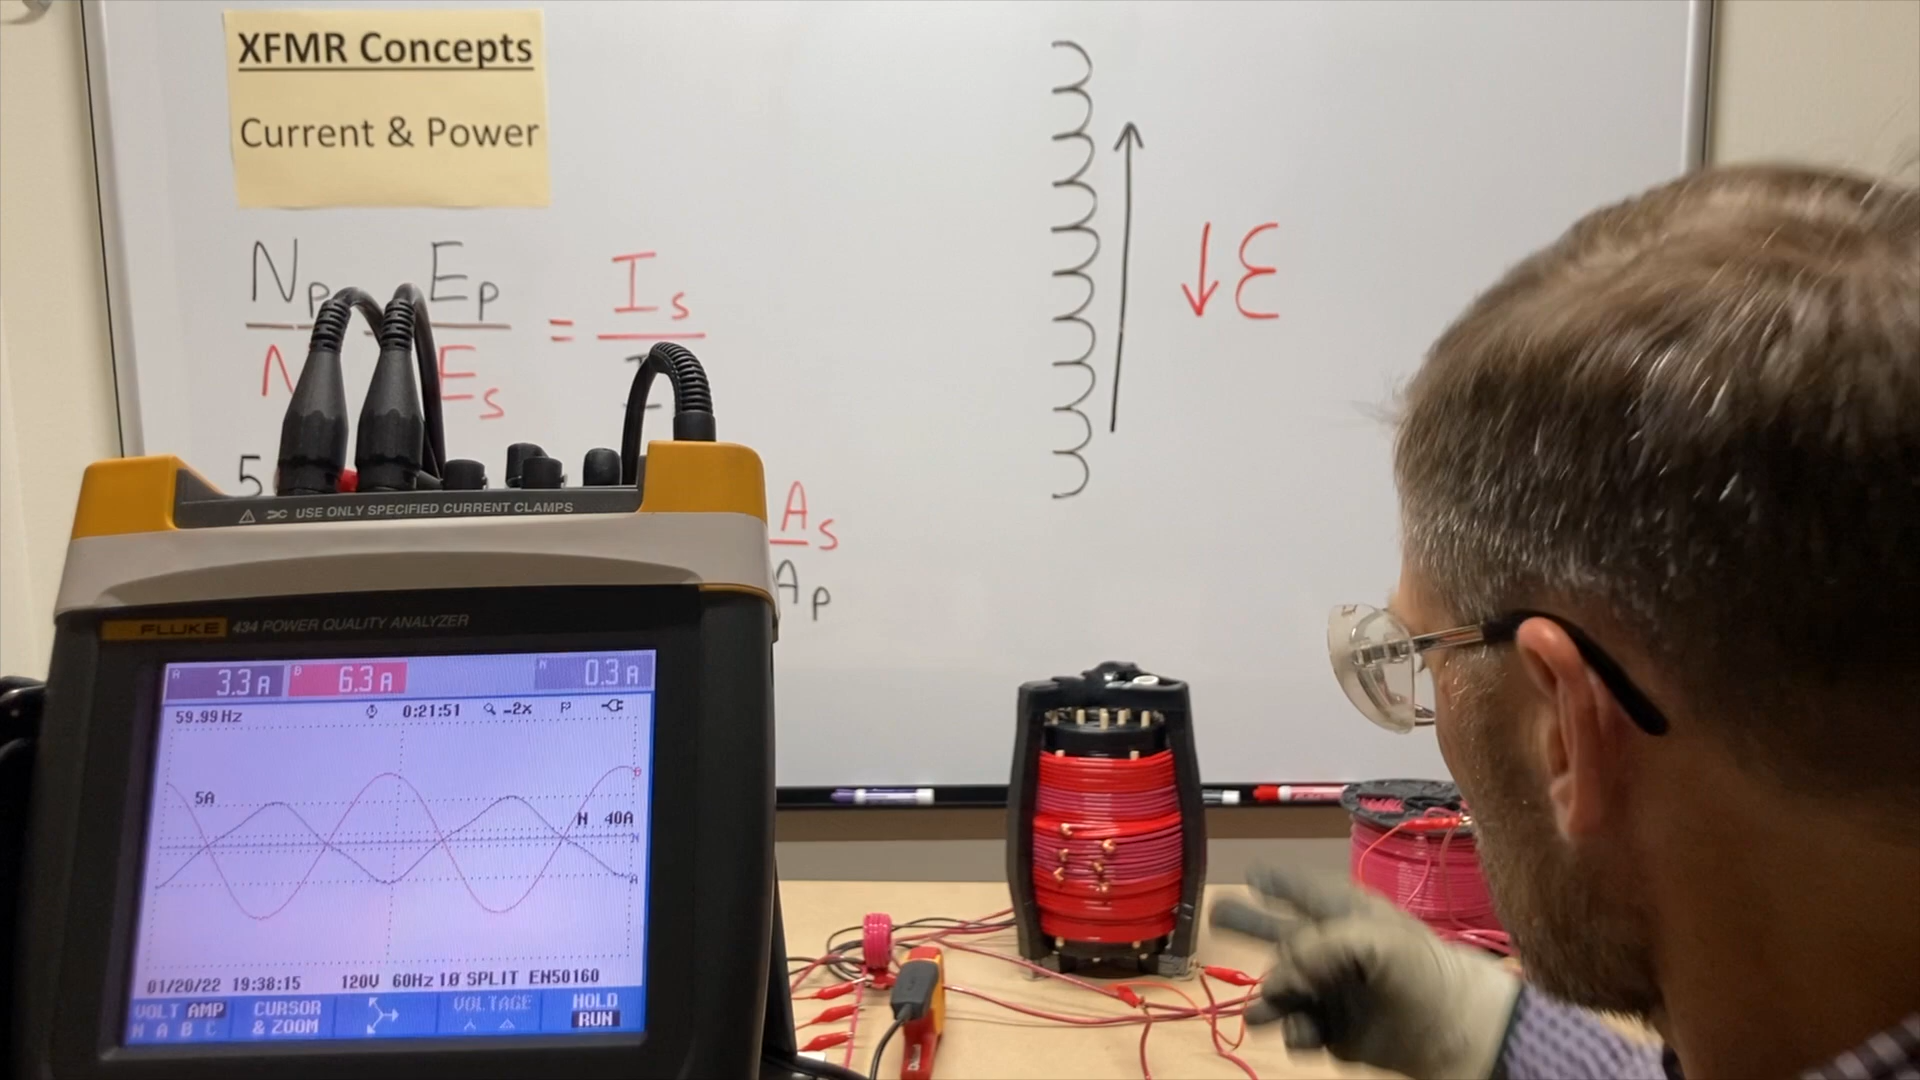 XFMR Concepts
Current & Power
Np Ep = Is
N Es I
5
As
Ap
↓ ε
USE ONLY SPECIFIED CURRENT CLAMPS
FLUKE 434 POWER QUALITY ANALYZER
A 3.3 A B 6.3 A N 0.3 A
59.99 Hz 0:21:51 -2x P
5A
N 40A
01/20/22 19:38:15 120V 60Hz 1Ø SPLIT EN50160
VOLT AMP CURSOR VOLTAGE HOLD
N A B C & ZOOM RUN